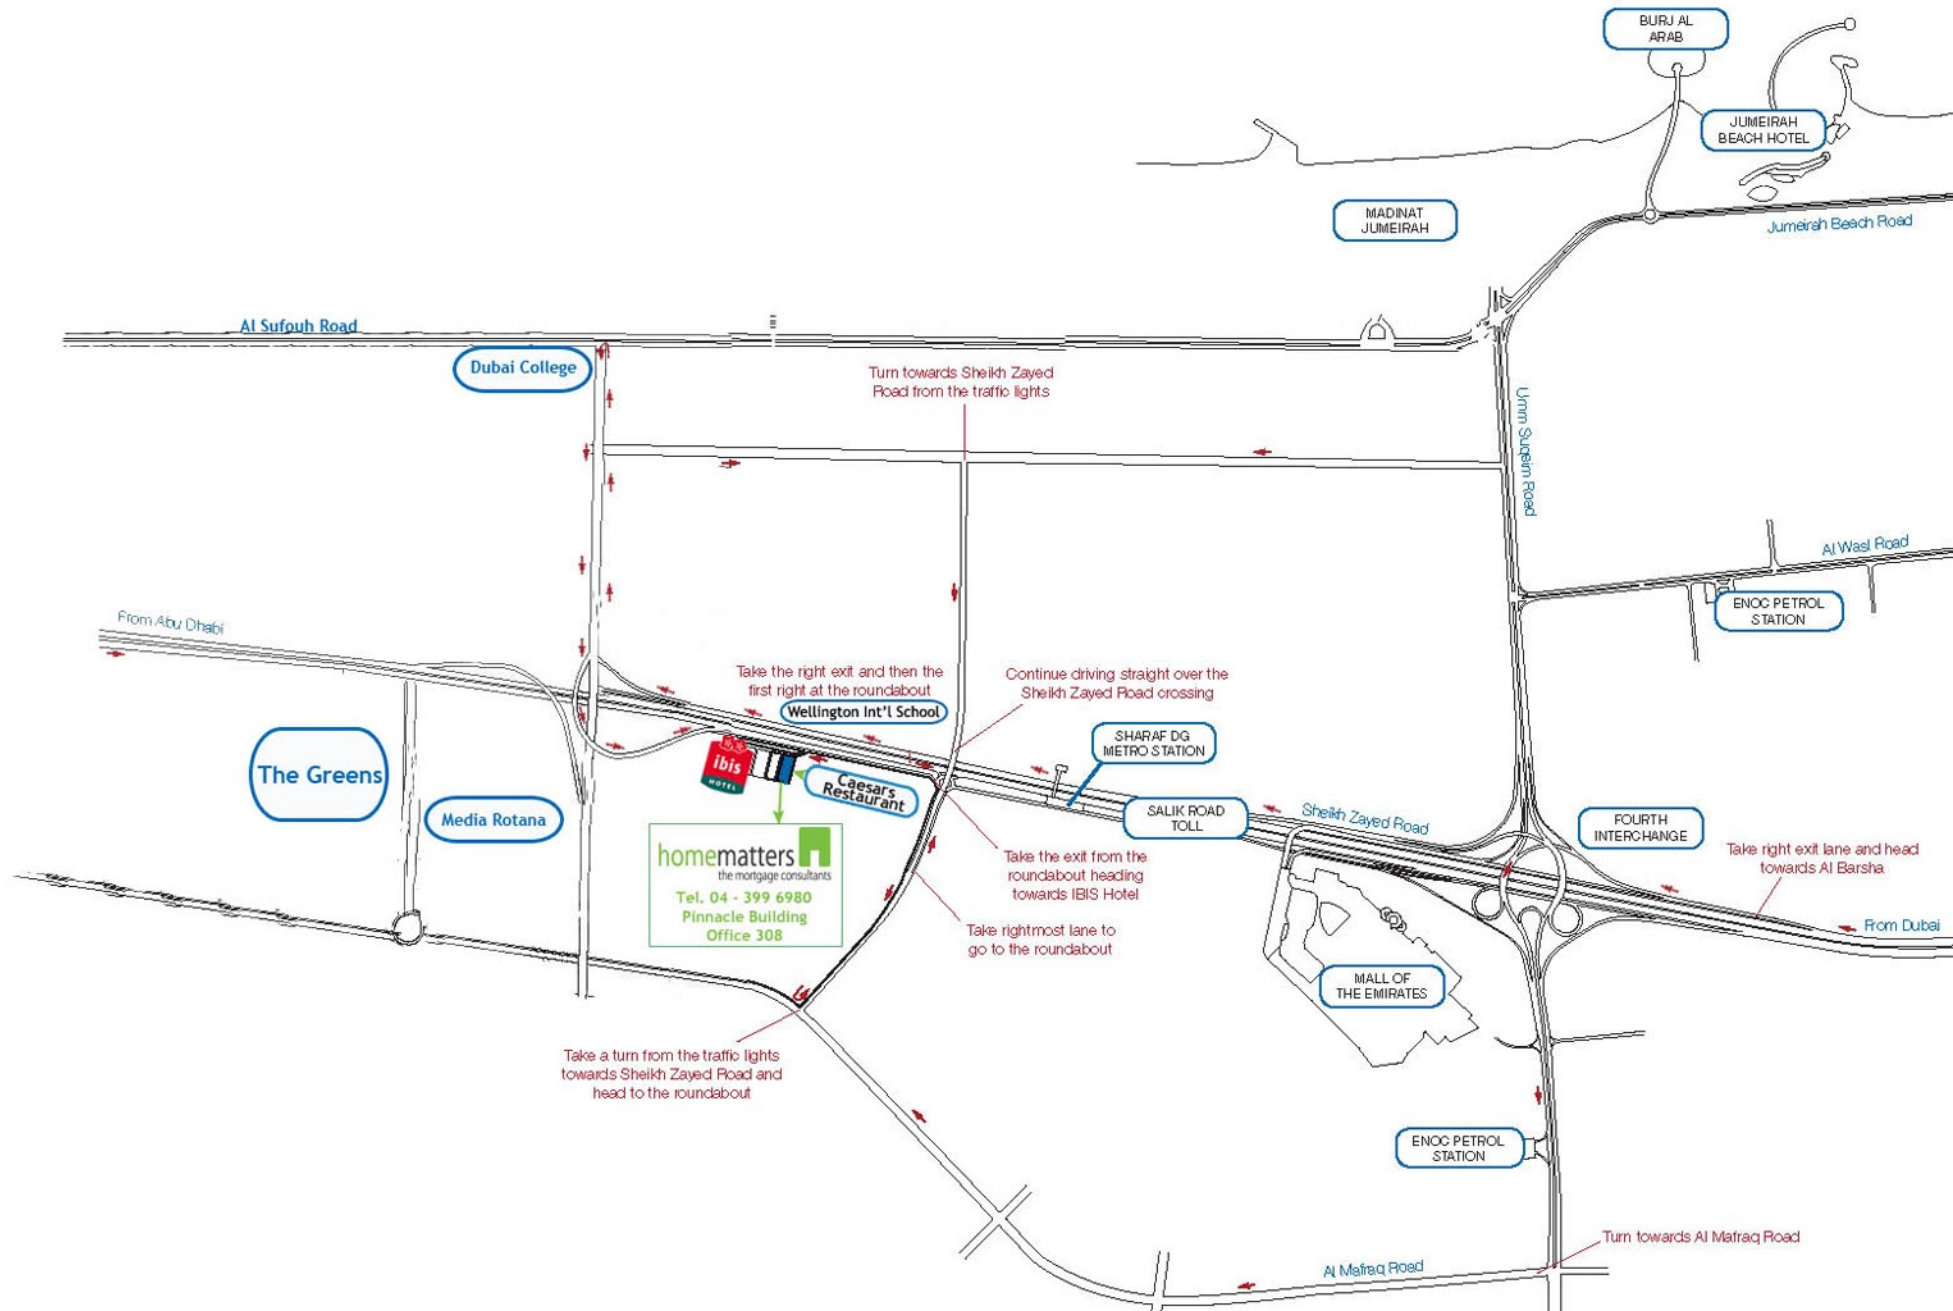 BURJ AL
ARAB
JUMEIRAH
BEACH HOTEL
MADINAT
JUMEIRAH
Jumeirah Beach Road
Al Sufouh Road
Dubai College
Turn towards Sheikh Zayed
Road from the traffic lights
Umm Suqeim Road
Al Wasl Road
ENOC PETROL
STATION
From Abu Dhabi
Take the right exit and then the
first right at the roundabout
Wellington Int'l School
Continue driving straight over the
Sheikh Zayed Road crossing
SHARAF DG
METRO STATION
ibis
HOTEL
Caesars
Restaurant
The Greens
Media Rotana
SALIK ROAD
TOLL
Sheikh Zayed Road
FOURTH
INTERCHANGE
Take right exit lane and head
towards Al Barsha
From Dubai
homematters
the mortgage consultants
Tel. 04 - 399 6980
Pinnacle Building
Office 308
Take the exit from the
roundabout heading
towards IBIS Hotel
Take rightmost lane to
go to the roundabout
MALL OF
THE EMIRATES
Take a turn from the traffic lights
towards Sheikh Zayed Road and
head to the roundabout
ENOC PETROL
STATION
Turn towards Al Mafraq Road
Al Mafraq Road